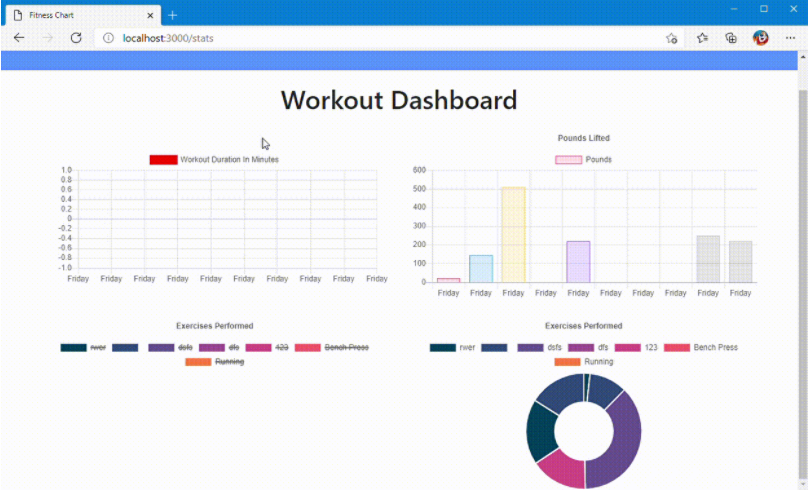 Fitness Chart
localhost:3000/stats
Workout Dashboard
Workout Duration In Minutes
1.0
0.8
0.6
0.4
0.2
0
-0.2
-0.4
-0.6
-0.8
-1.0
Friday Friday Friday Friday Friday Friday Friday Friday Friday Friday
Pounds Lifted
Pounds
600
500
400
300
200
100
0
Friday Friday Friday Friday Friday Friday Friday Friday Friday Friday
Exercises Performed
rwer dsfs dfs 123 Bench Press
Running
Exercises Performed
rwer dsfs dfs 123 Bench Press
Running